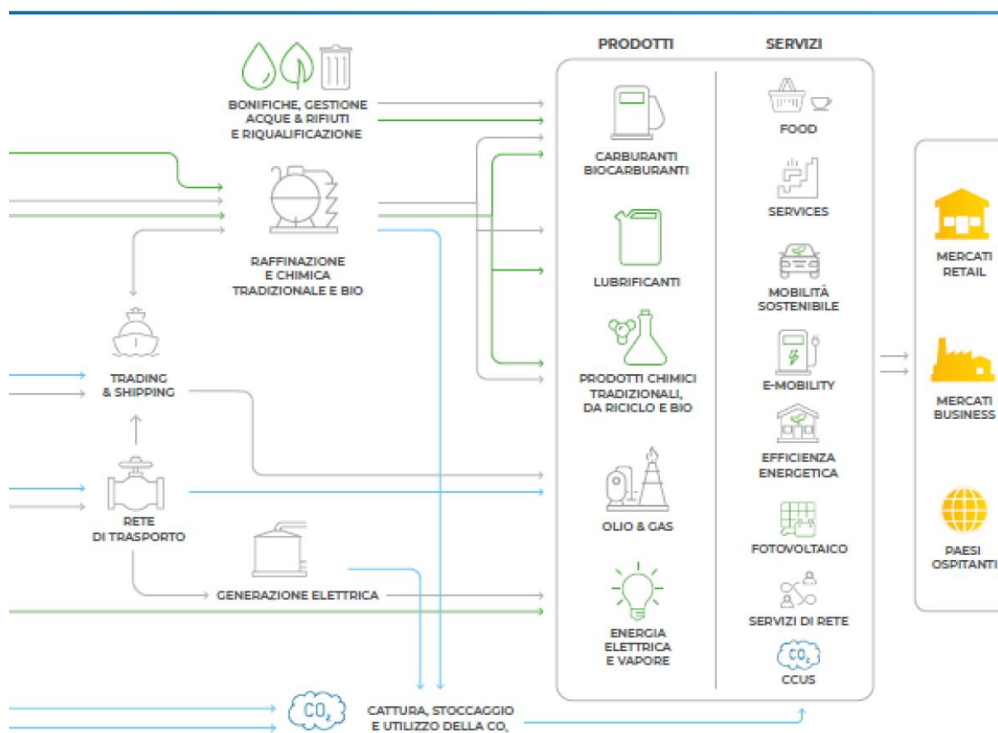 PRODOTTI
SERVIZI
BONIFICHE, GESTIONE
ACQUE & RIFIUTI
E RIQUALIFICAZIONE
RAFFINAZIONE
E CHIMICA
TRADIZIONALE E BIO
TRADING
& SHIPPING
RETE
DI TRASPORTO
GENERAZIONE ELETTRICA
CO₂
CATTURA, STOCCAGGIO
E UTILIZZO DELLA CO₂
CARBURANTI
BIOCARBURANTI
LUBRIFICANTI
PRODOTTI CHIMICI
TRADIZIONALI,
DA RICICLO E BIO
OLIO & GAS
ENERGIA
ELETTRICA
E VAPORE
FOOD
SERVICES
MOBILITÀ
SOSTENIBILE
E-MOBILITY
EFFICIENZA
ENERGETICA
FOTOVOLTAICO
SERVIZI DI RETE
CO₂
CCUS
MERCATI
RETAIL
MERCATI
BUSINESS
PAESI
OSPITANTI